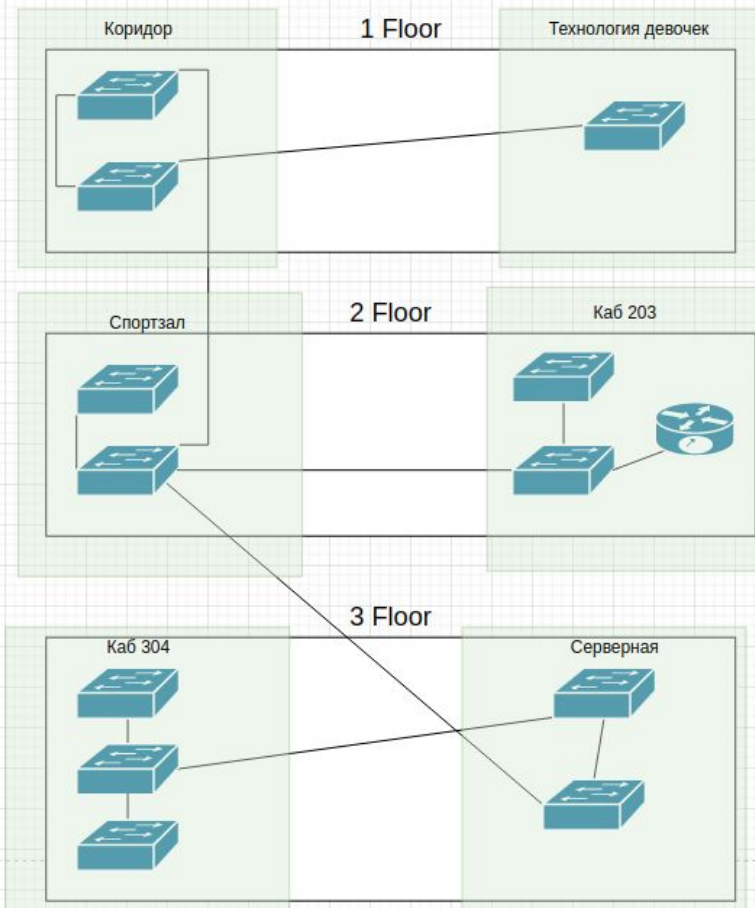 Коридор
1 Floor
Технология девочек
Спортзал
2 Floor
Каб 203
3 Floor
Каб 304
Серверная